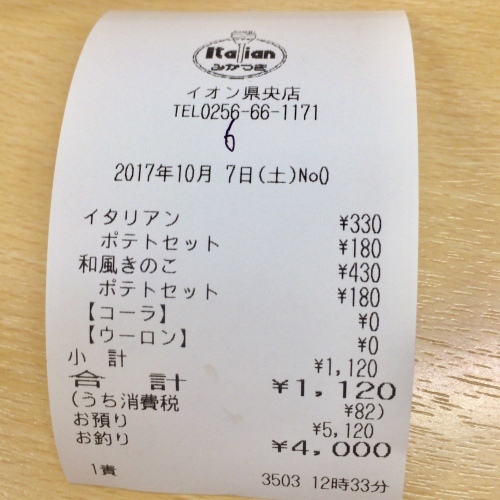 Italian
みかづき
イオン県央店
TEL0256-66-1171
6
2017年10月 7日(土)No0
イタリアン ¥330
ポテトセット ¥180
和風きのこ ¥430
ポテトセット ¥180
【コーラ】 ¥0
【ウーロン】 ¥0
小 計 ¥1,120
合 計 ¥1,120
(うち消費税 ¥82)
お預り ¥5,120
お釣り ¥4,000
1責 3503 12時33分